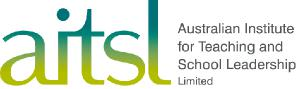 aitsl
Australian Institute
for Teaching and
School Leadership
Limited